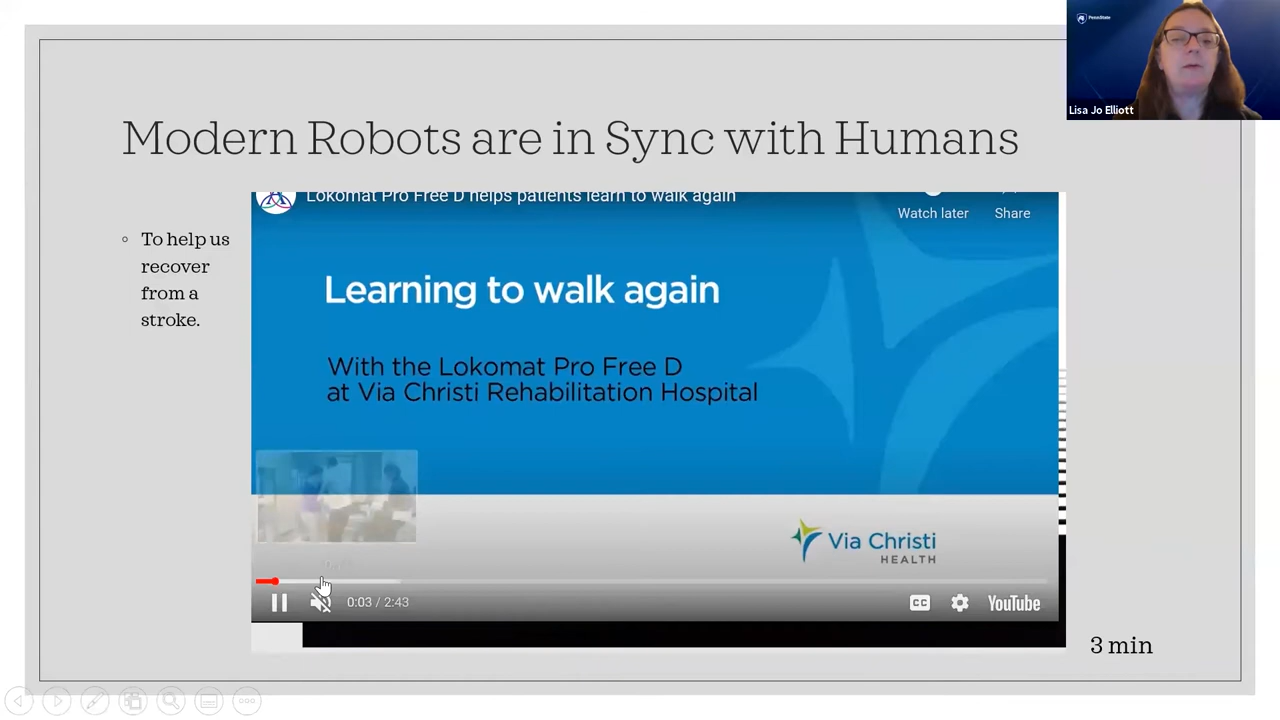 PennState
Lisa Jo Elliott
Modern Robots are in Sync with Humans
To help us
recover
from a
stroke.
Lokomat Pro Free D helps patients learn to walk again
Watch later
Share
Learning to walk again
With the Lokomat Pro Free D
at Via Christi Rehabilitation Hospital
Via Christi
HEALTH
0:03 / 2:43
CC
YouTube
3 min